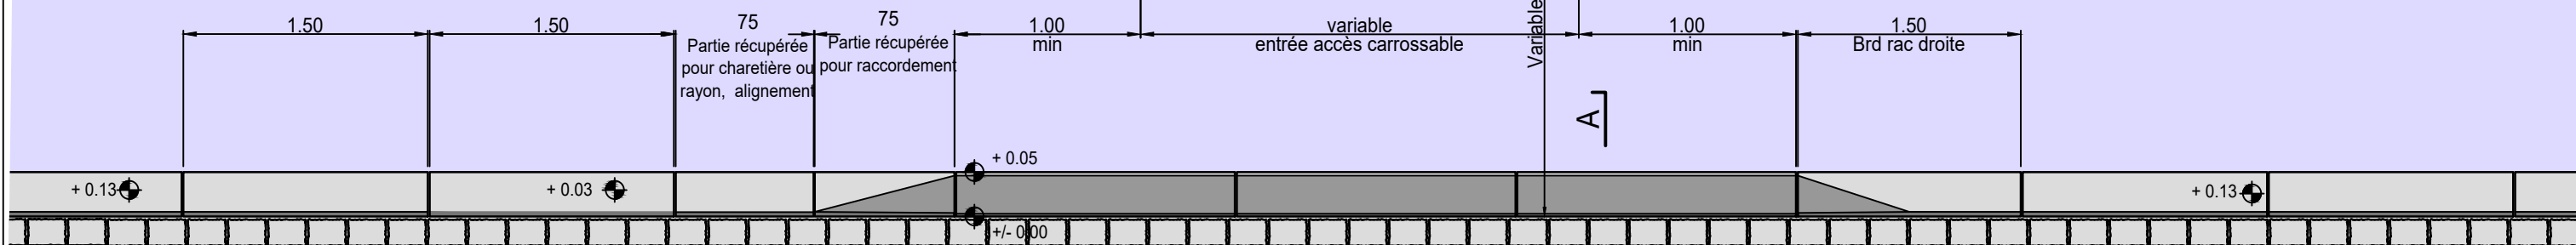 1.50
1.50
75
Partie récupérée
pour charetière ou
rayon, alignement
75
Partie récupérée
pour raccordement
1.00
min
variable
entrée accès carrossable
Variable
1.00
min
1.50
Brd rac droite
A
+ 0.13
+ 0.03
+ 0.05
+/- 0.00
+ 0.13